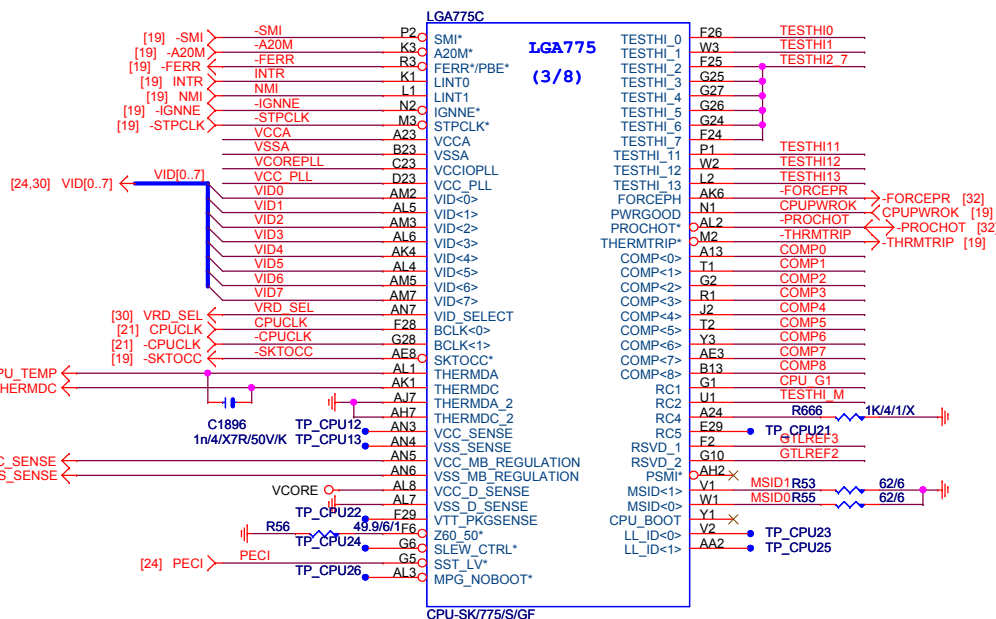 LGA775C
LGA775
(3/8)
[19] -SMI -SMI P2 SMI*
[19] -A20M -A20M K3 A20M*
[19] -FERR -FERR R3 FERR*/PBE*
[19] INTR INTR K1 LINT0
[19] NMI NMI L1 LINT1
[19] -IGNNE -IGNNE N2 IGNNE*
[19] -STPCLK -STPCLK M3 STPCLK*
VCCA A23 VCCA
VSSA B23 VSSA
VCOREPLL C23 VCCIOPLL
VCC_PLL D23 VCC_PLL
[24,30] VID[0..7] VID[0..7]
VID0 AM2 VID<0>
VID1 AL5 VID<1>
VID2 AM3 VID<2>
VID3 AL6 VID<3>
VID4 AK4 VID<4>
VID5 AL4 VID<5>
VID6 AM5 VID<6>
VID7 AM7 VID<7>
[30] VRD_SEL VRD_SEL AN7 VID_SELECT
[21] CPUCLK CPUCLK F28 BCLK<0>
[21] -CPUCLK -CPUCLK G28 BCLK<1>
[19] -SKTOCC -SKTOCC AE8 SKTOCC*
PU_TEMP AL1 THERMDA
HERMDC AK1 THERMDC
C1896
1n/4/X7R/50V/K
AJ7 THERMDA_2
AH7 THERMDC_2
TP_CPU12 AN3 VCC_SENSE
TP_CPU13 AN4 VSS_SENSE
C_SENSE AN5 VCC_MB_REGULATION
S_SENSE AN6 VSS_MB_REGULATION
VCORE AL8 VCC_D_SENSE
AL7 VSS_D_SENSE
TP_CPU22 F29 VTT_PKGSENSE
R56 49.9/6/1 F6 Z60_50*
TP_CPU24 G6 SLEW_CTRL*
[24] PECI PECI G5 SST_LV*
TP_CPU26 AL3 MPG_NOBOOT*
TESTHI_0 F26 TESTHI0
TESTHI_1 W3 TESTHI1
TESTHI_2 F25 TESTHI2_7
TESTHI_3 G25
TESTHI_4 G27
TESTHI_5 G26
TESTHI_6 G24
TESTHI_7 F24
TESTHI_11 P1 TESTHI11
TESTHI_12 W2 TESTHI12
TESTHI_13 L2 TESTHI13
FORCEPH AK6 -FORCEPR -FORCEPR [32]
PWRGOOD N1 CPUPWROK CPUPWROK [19]
PROCHOT* AL2 -PROCHOT -PROCHOT [32]
THERMTRIP* M2 -THRMTRIP -THRMTRIP [19]
COMP<0> A13 COMP0
COMP<1> T1 COMP1
COMP<2> G2 COMP2
COMP<3> R1 COMP3
COMP<4> J2 COMP4
COMP<5> T2 COMP5
COMP<6> Y3 COMP6
COMP<7> AE3 COMP7
COMP<8> B13 COMP8
RC1 G1 CPU_G1
RC2 U1 TESTHI_M
RC4 A24 R666 1K/4/1/X
RC5 E29 TP_CPU21
RSVD_1 F2 GTLREF3
RSVD_2 G10 GTLREF2
PSMI* AH2
MSID<1> V1 MSID1 R53 62/6
MSID<0> W1 MSID0 R55 62/6
CPU_BOOT Y1
LL_ID<0> V2 TP_CPU23
LL_ID<1> AA2 TP_CPU25
CPU-SK/775/S/GF